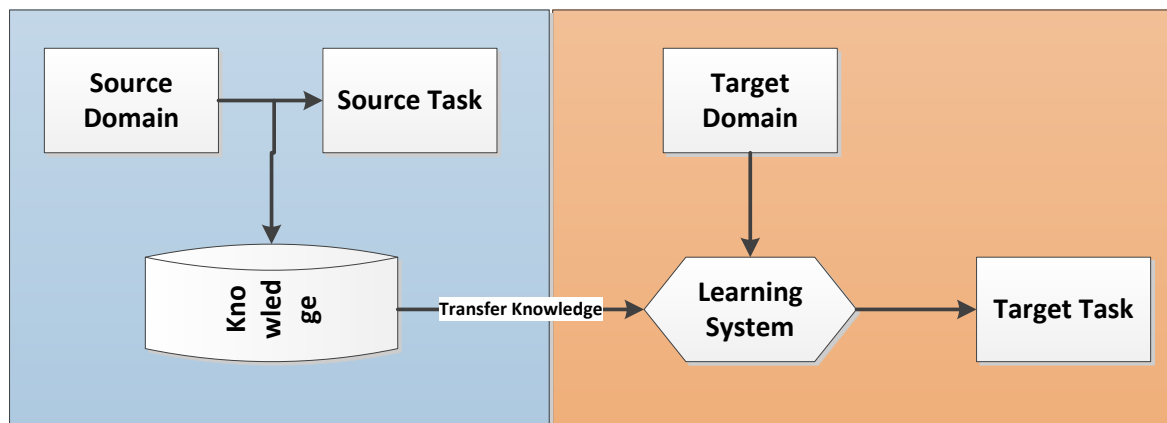 Source
Domain
Source Task
Target
Domain
Kno
wled
ge
Transfer Knowledge
Learning
System
Target Task